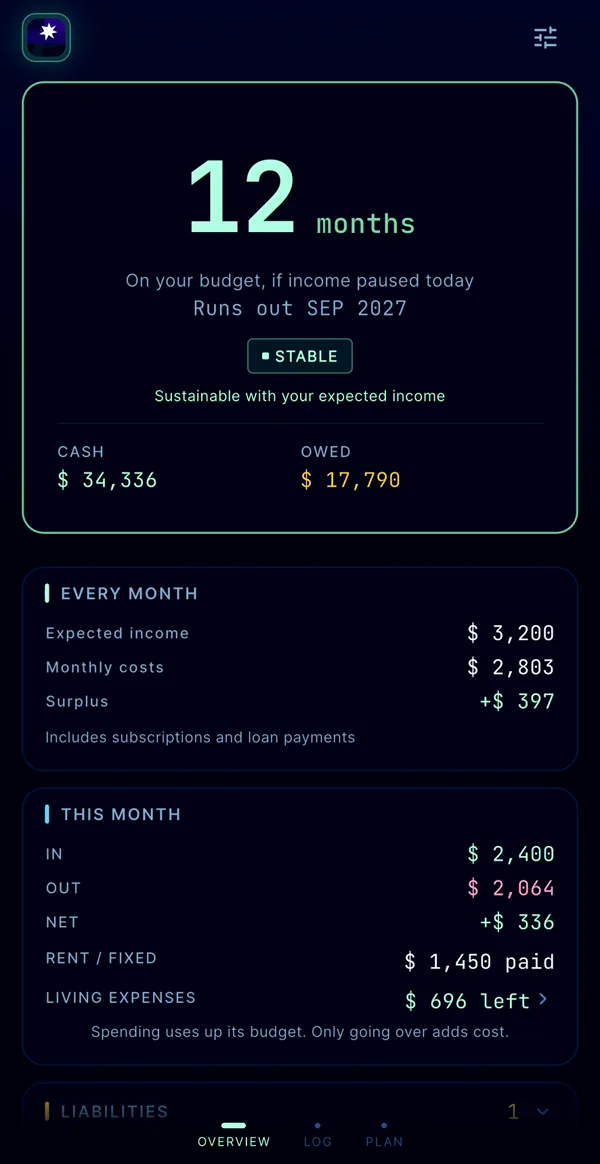 12 months
On your budget, if income paused today
Runs out SEP 2027
STABLE
Sustainable with your expected income
CASH OWED
$ 34,336 $ 17,790
EVERY MONTH
Expected income $ 3,200
Monthly costs $ 2,803
Surplus +$ 397
Includes subscriptions and loan payments
THIS MONTH
IN $ 2,400
OUT $ 2,064
NET +$ 336
RENT / FIXED $ 1,450 paid
LIVING EXPENSES $ 696 left
Spending uses up its budget. Only going over adds cost.
LIABILITIES 1
OVERVIEW LOG PLAN